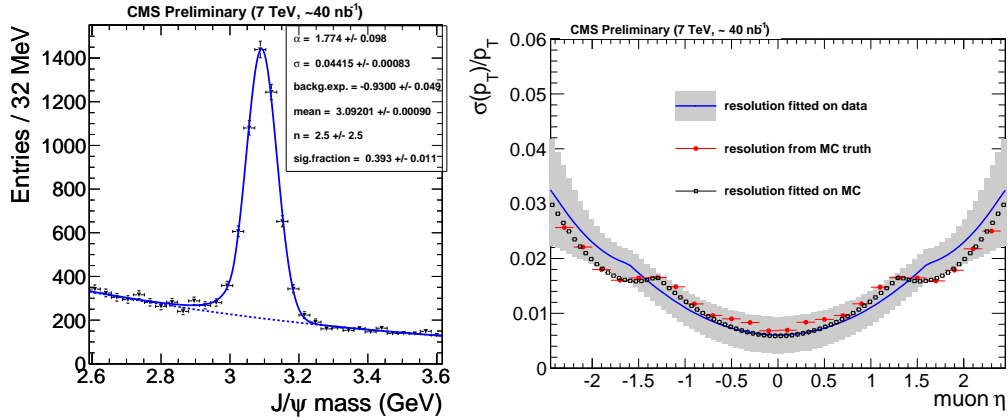 CMS Preliminary (7 TeV, ~40 nb⁻¹)
Entries / 32 MeV
1400
1200
1000
800
600
400
200
0
α = 1.774 +/- 0.098
σ = 0.04415 +/- 0.00083
backg.exp. = -0.9300 +/- 0.049
mean = 3.09201 +/- 0.00090
n = 2.5 +/- 2.5
sig.fraction = 0.393 +/- 0.011
2.6 2.8 3 3.2 3.4 3.6
J/ψ mass (GeV)
CMS Preliminary (7 TeV, ~ 40 nb⁻¹)
σ(p_T)/p_T
0.06
0.05
0.04
0.03
0.02
0.01
0
resolution fitted on data
resolution from MC truth
resolution fitted on MC
-2 -1.5 -1 -0.5 0 0.5 1 1.5 2
muon η